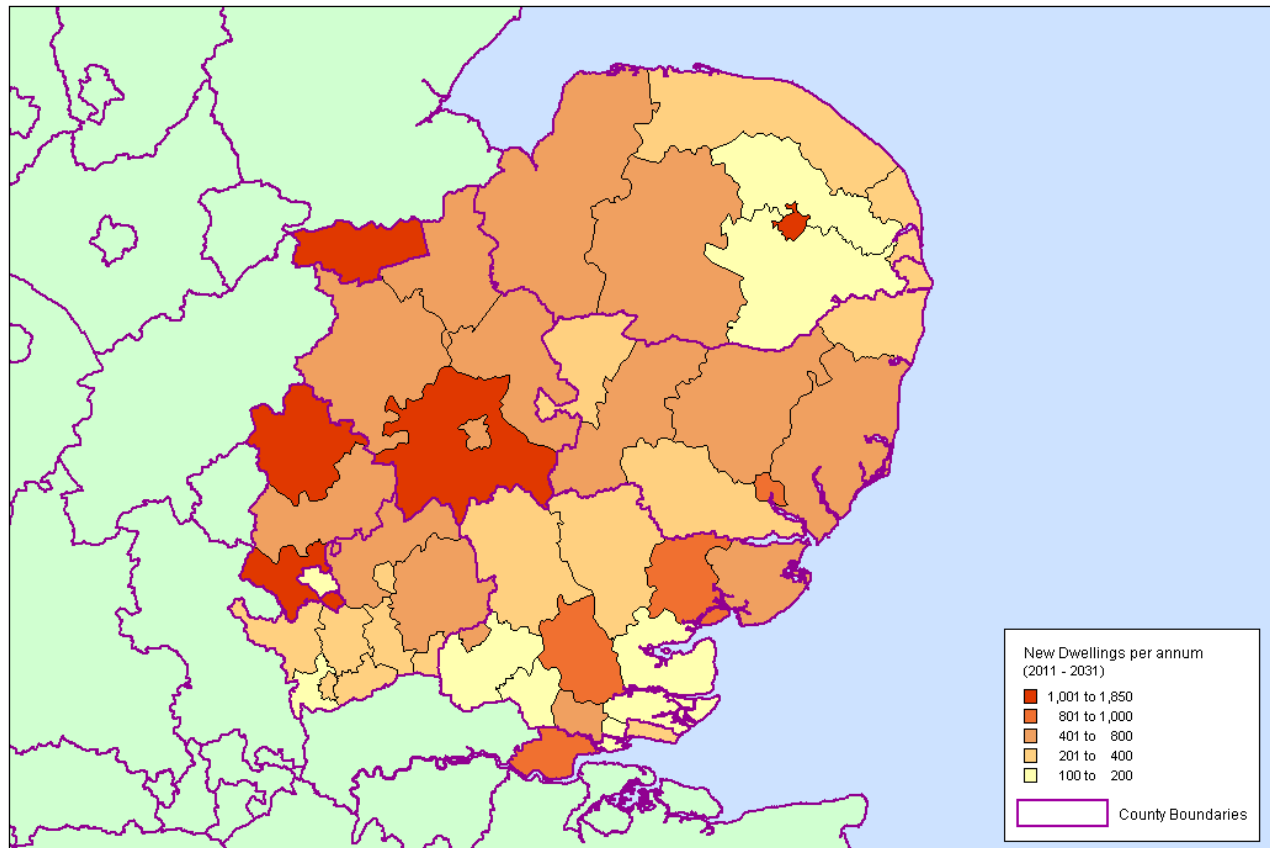 New Dwellings per annum
(2011 - 2031)
1,001 to 1,850
801 to 1,000
401 to 800
201 to 400
100 to 200
County Boundaries